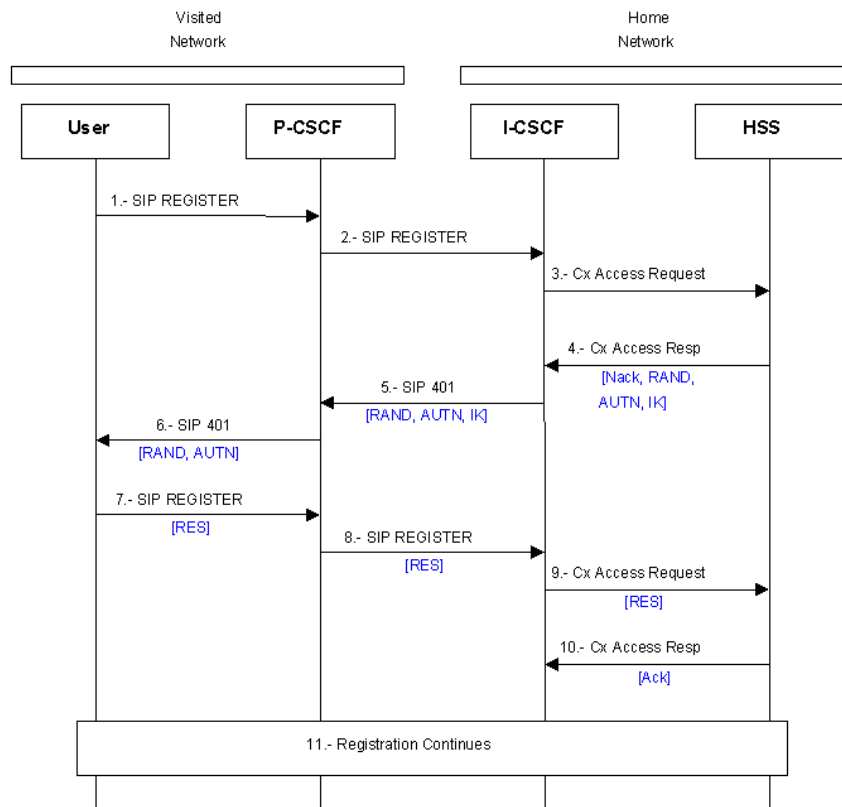 Visited
Network
Home
Network
User
P-CSCF
I-CSCF
HSS
1.- SIP REGISTER
2.- SIP REGISTER
3.- Cx Access Request
4.- Cx Access Resp
[Nack, RAND,
AUTN, IK]
5.- SIP 401
[RAND, AUTN, IK]
6.- SIP 401
[RAND, AUTN]
7.- SIP REGISTER
[RES]
8.- SIP REGISTER
[RES]
9.- Cx Access Request
[RES]
10.- Cx Access Resp
[Ack]
11.- Registration Continues